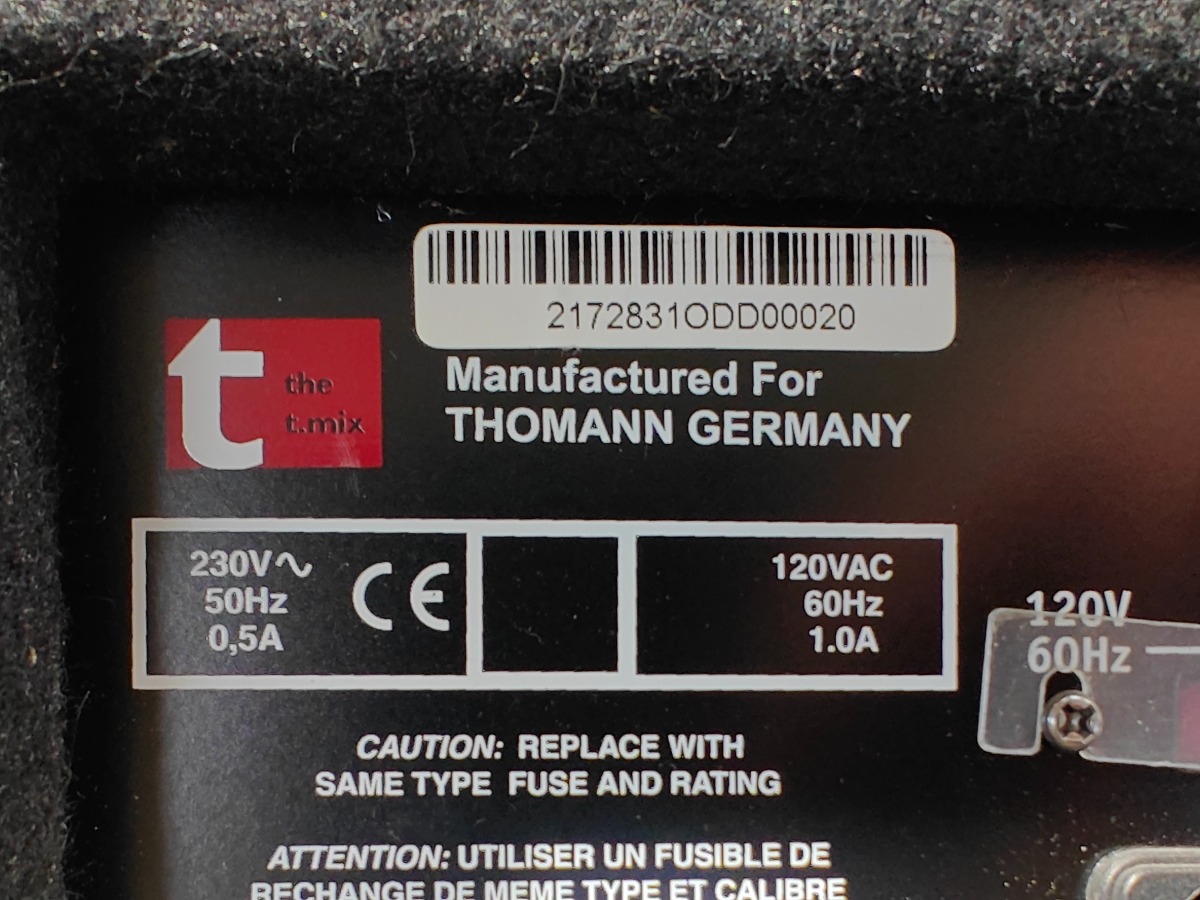 2172831ODD00020
t the
t.mix
Manufactured For
THOMANN GERMANY
230V~
50Hz
0,5A
CE
120VAC
60Hz
1.0A
120V
60Hz
CAUTION: REPLACE WITH
SAME TYPE FUSE AND RATING
ATTENTION: UTILISER UN FUSIBLE DE
RECHANGE DE MEME TYPE ET CALIBRE